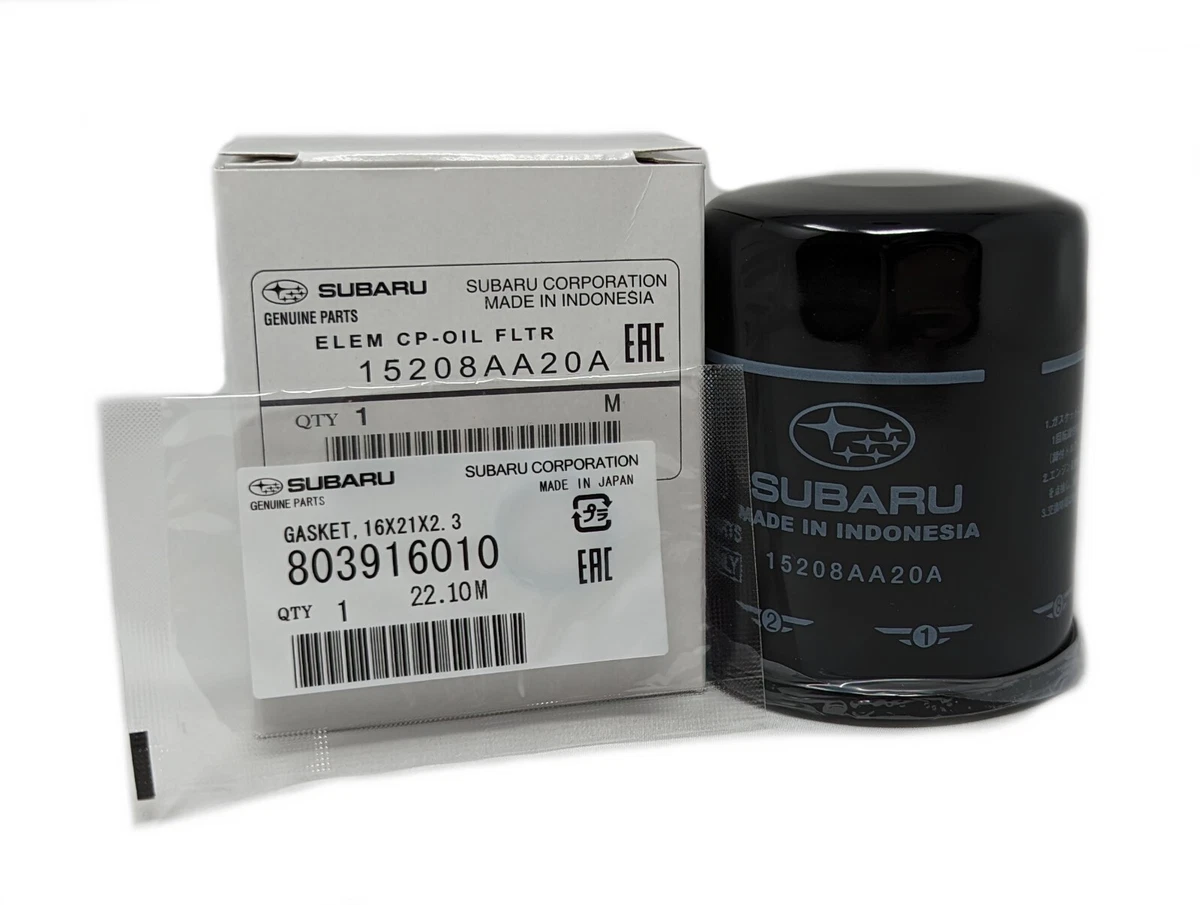 SUBARU
GENUINE PARTS
SUBARU CORPORATION
MADE IN INDONESIA
ELEM CP-OIL FLTR
15208AA20A
EAC
QTY 1
M
SUBARU
GENUINE PARTS
SUBARU CORPORATION
MADE IN JAPAN
プラ
GASKET, 16X21X2.3
803916010
EAC
22.10M
QTY 1
SUBARU
MADE IN INDONESIA
15208AA20A
2
1